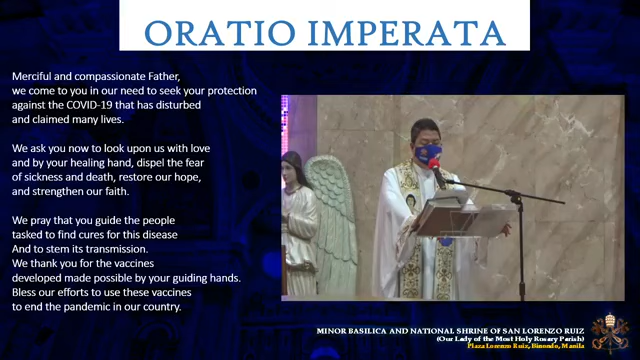 ORATIO IMPERATA
Merciful and compassionate Father,
we come to you in our need to seek your protection
against the COVID-19 that has disturbed
and claimed many lives.
We ask you now to look upon us with love
and by your healing hand, dispel the fear
of sickness and death, restore our hope,
and strengthen our faith.
We pray that you guide the people
tasked to find cures for this disease
And to stem its transmission.
We thank you for the vaccines
developed made possible by your guiding hands.
Bless our efforts to use these vaccines
to end the pandemic in our country.
MINOR BASILICA AND NATIONAL SHRINE OF SAN LORENZO RUIZ
(Our Lady of the Most Holy Rosary Parish)
Plaza Lorenzo Ruiz, Binondo, Manila